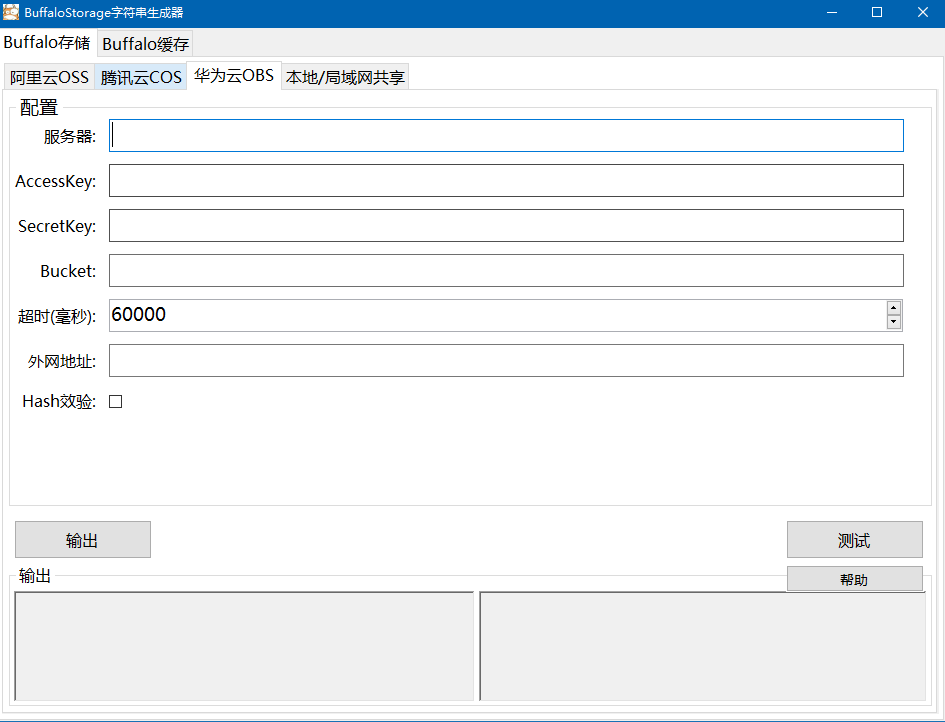 BuffaloStorage字符串生成器
Buffalo存储 Buffalo缓存
阿里云OSS 腾讯云COS 华为云OBS 本地/局域网共享
配置
服务器:
AccessKey:
SecretKey:
Bucket:
超时(毫秒): 60000
外网地址:
Hash效验:
输出 测试
输出 帮助